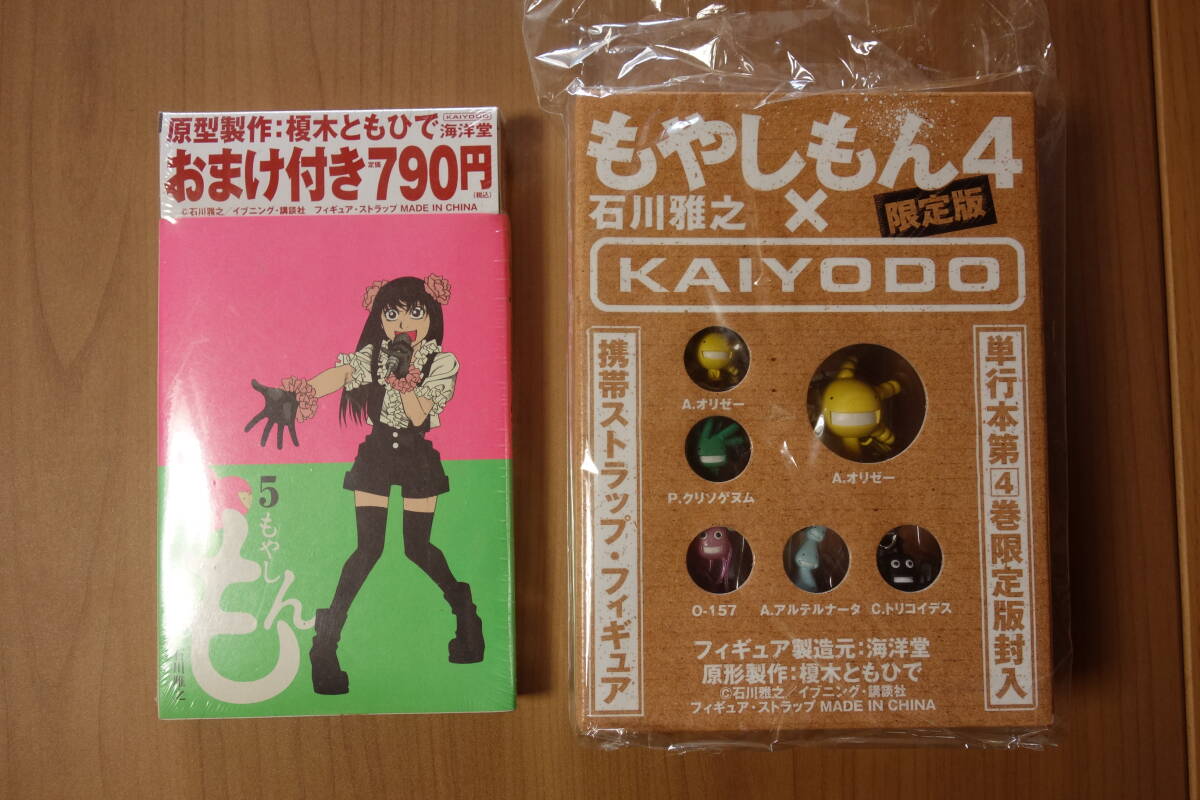 原型製作:榎木ともひで
KAIYODO
海洋堂
おまけ付き定価790円
(税込)
©石川雅之/イブニング・講談社 フィギュア・ストラップ MADE IN CHINA
5
もやし
もん
川雅之
もやしもん4
石川雅之×
限定版
KAIYODO
携帯ストラップ・フィギュア
単行本第4巻限定版封入
A.オリゼー
A.オリゼー
P.クリソゲヌム
O-157
A.アルテルナータ
C.トリコイデス
フィギュア製造元:海洋堂
原形製作:榎木ともひで
©石川雅之/イブニング・講談社
フィギュア・ストラップ MADE IN CHINA